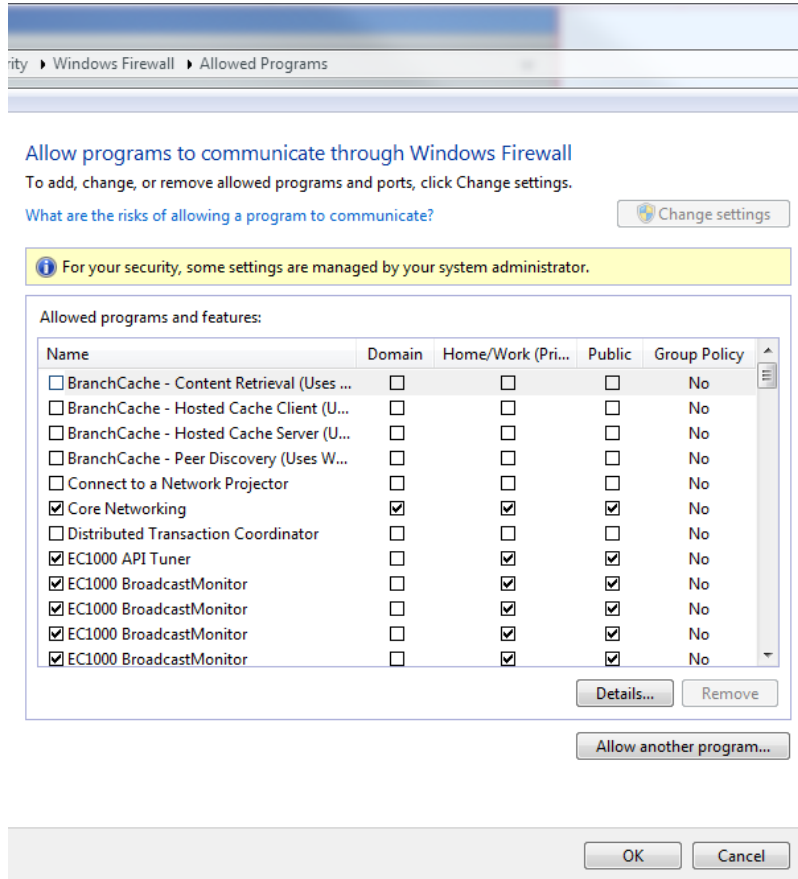 rity ▸ Windows Firewall ▸ Allowed Programs
Allow programs to communicate through Windows Firewall
To add, change, or remove allowed programs and ports, click Change settings.
What are the risks of allowing a program to communicate?
Change settings
For your security, some settings are managed by your system administrator.
Allowed programs and features:
Name Domain Home/Work (Pri... Public Group Policy
BranchCache - Content Retrieval (Uses ... No
BranchCache - Hosted Cache Client (U... No
BranchCache - Hosted Cache Server (U... No
BranchCache - Peer Discovery (Uses W... No
Connect to a Network Projector No
Core Networking No
Distributed Transaction Coordinator No
EC1000 API Tuner No
EC1000 BroadcastMonitor No
EC1000 BroadcastMonitor No
EC1000 BroadcastMonitor No
EC1000 BroadcastMonitor No
Details... Remove
Allow another program...
OK Cancel